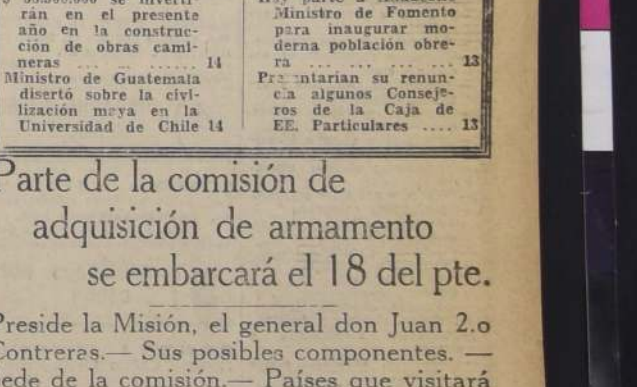 rán en el presente
año en la construc-
ción de obras cami-
neras ... ... ...... 14
Ministro de Guatemala
disertó sobre la civi-
lización maya en la
Universidad de Chile 14
Ministro de Fomento
para inaugurar mo-
derna población obre-
ra ... ... ... ... 13
Presentarían su renun-
cia algunos Conseje-
ros de la Caja de
EE. Particulares .... 13
Parte de la comisión de
adquisición de armamento
se embarcará el 18 del pte.
Preside la Misión, el general don Juan 2.o
Contreras.— Sus posibles componentes. —
Sede de la comisión.— Países que visitará